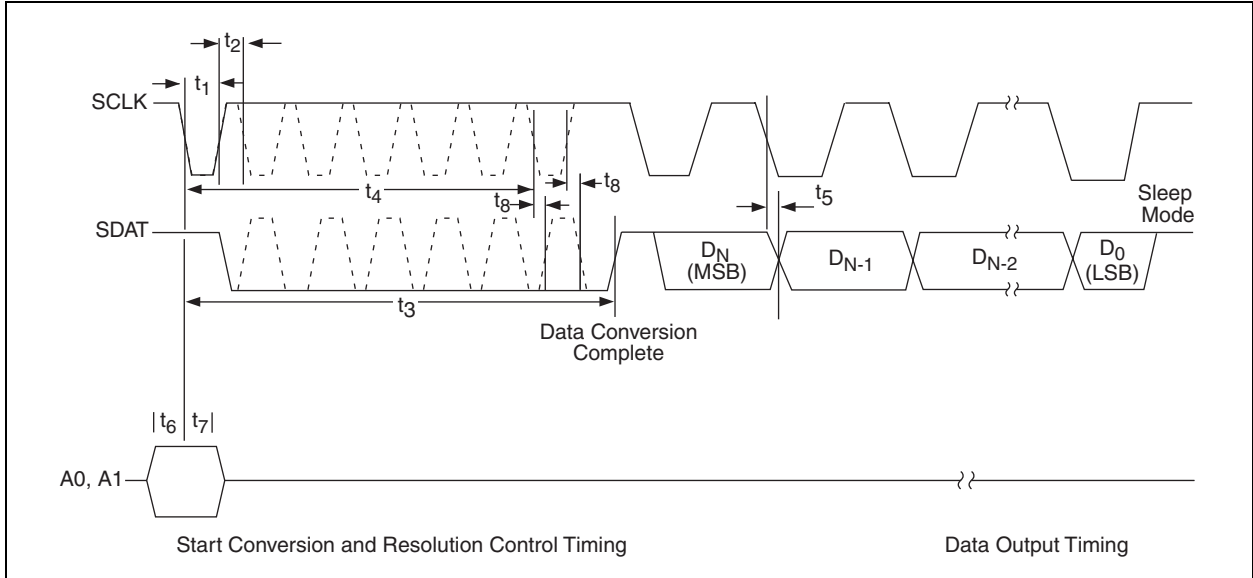 t2
t1
SCLK
t4
t8
t8
t5
Sleep
Mode
SDAT
DN
(MSB)
DN-1
DN-2
D0
(LSB)
t3
Data Conversion
Complete
t6 t7
A0, A1
Start Conversion and Resolution Control Timing
Data Output Timing